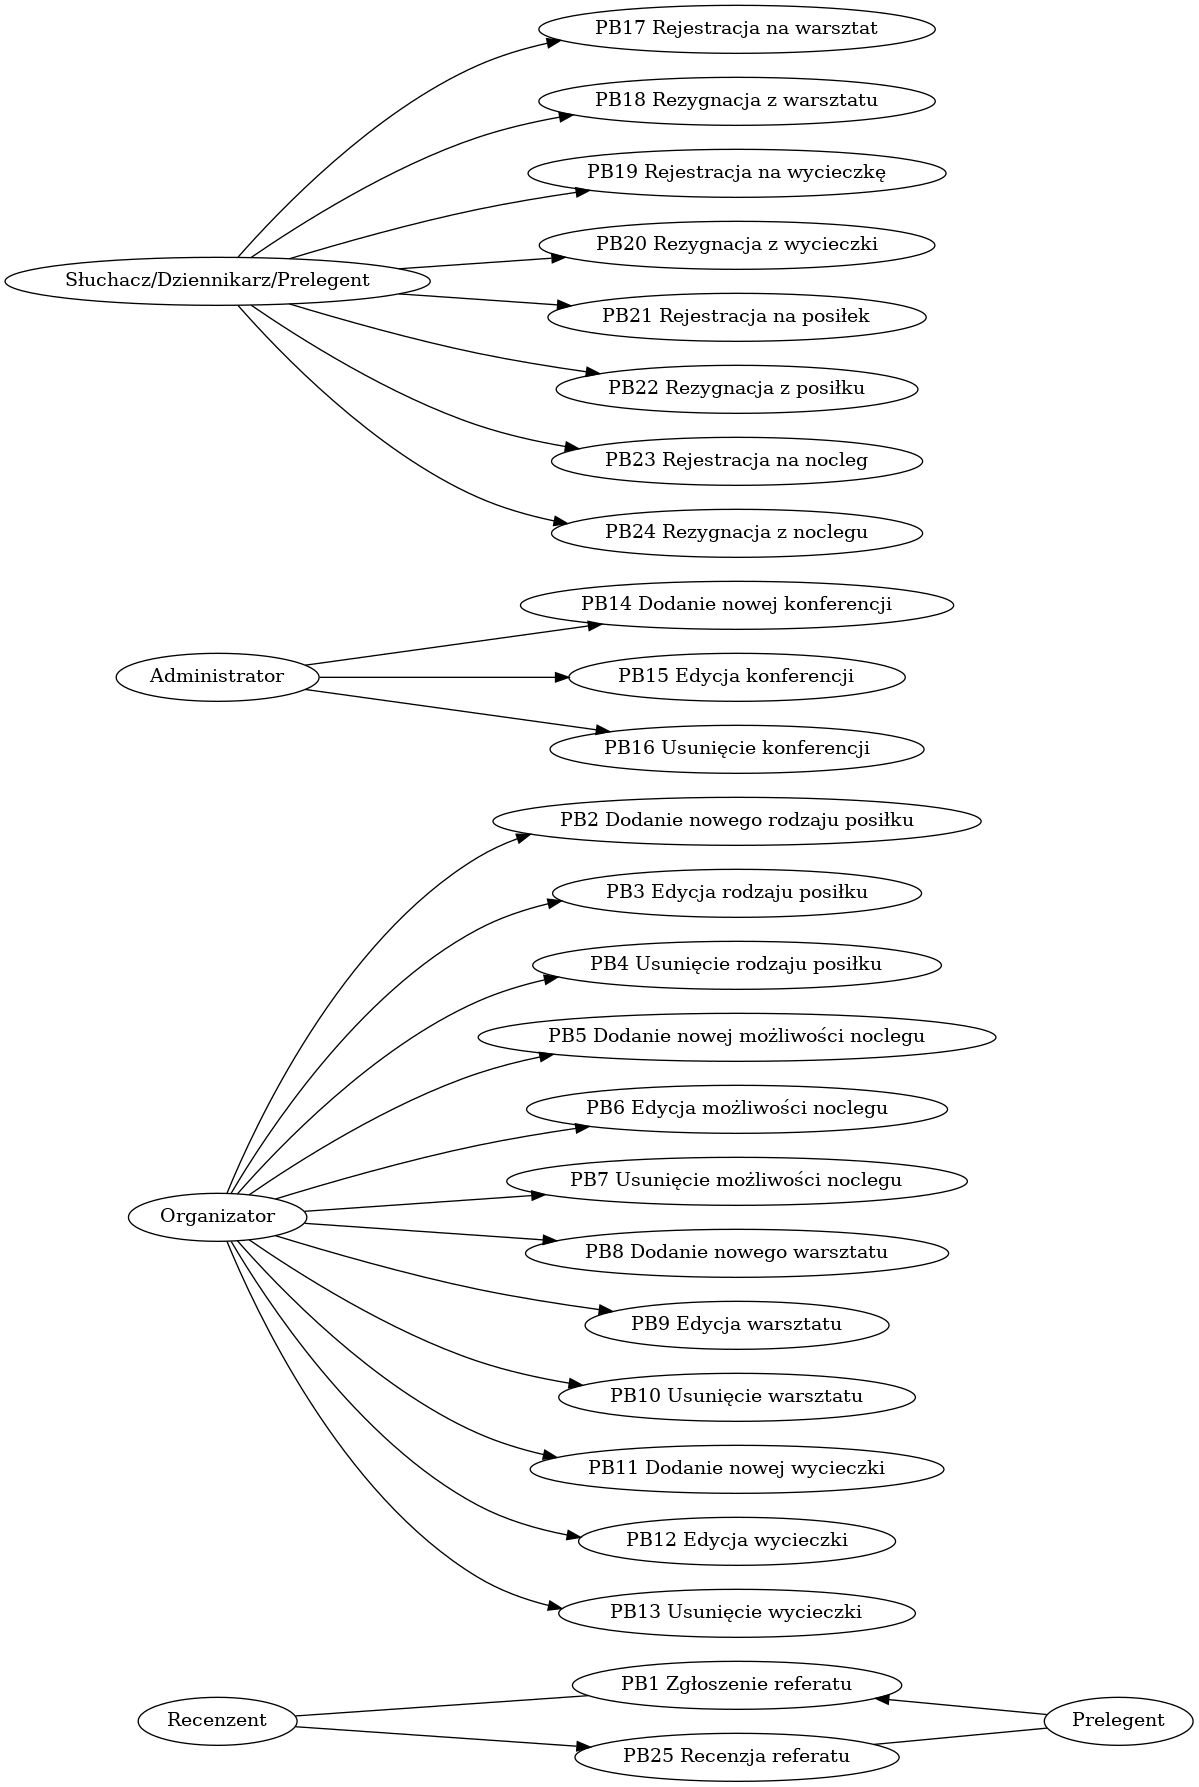 PB17 Rejestracja na warsztat
PB18 Rezygnacja z warsztatu
PB19 Rejestracja na wycieczkę
PB20 Rezygnacja z wycieczki
Słuchacz/Dziennikarz/Prelegent
PB21 Rejestracja na posiłek
PB22 Rezygnacja z posiłku
PB23 Rejestracja na nocleg
PB24 Rezygnacja z noclegu
PB14 Dodanie nowej konferencji
Administrator
PB15 Edycja konferencji
PB16 Usunięcie konferencji
PB2 Dodanie nowego rodzaju posiłku
PB3 Edycja rodzaju posiłku
PB4 Usunięcie rodzaju posiłku
PB5 Dodanie nowej możliwości noclegu
PB6 Edycja możliwości noclegu
PB7 Usunięcie możliwości noclegu
Organizator
PB8 Dodanie nowego warsztatu
PB9 Edycja warsztatu
PB10 Usunięcie warsztatu
PB11 Dodanie nowej wycieczki
PB12 Edycja wycieczki
PB13 Usunięcie wycieczki
PB1 Zgłoszenie referatu
Recenzent
Prelegent
PB25 Recenzja referatu